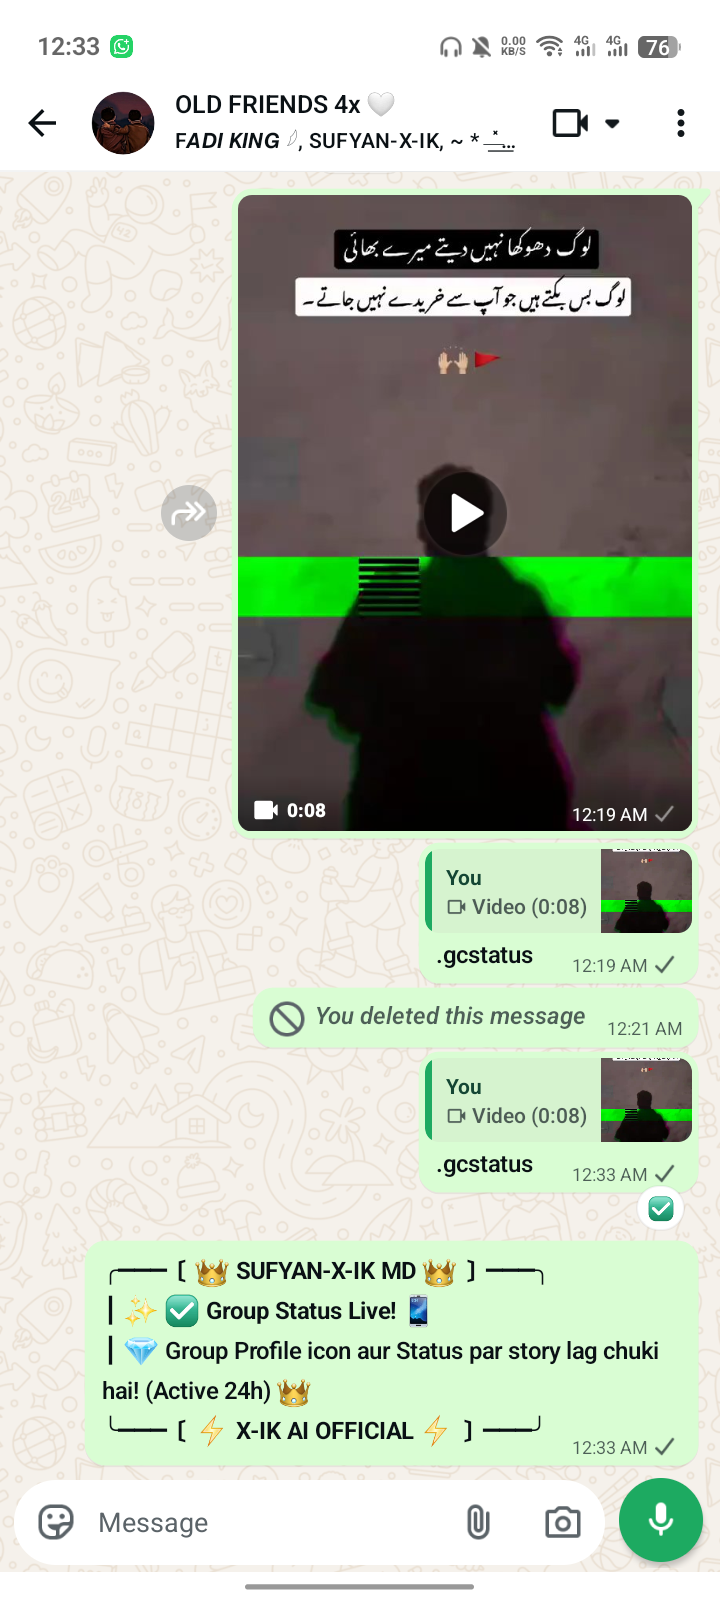 12:33
0.00
KB/S
4G
4G
76
OLD FRIENDS 4x 🤍
FADI KING, SUFYAN-X-IK, ~ *
لوگ دھوکھا نہیں دیتے میرے بھائی
لوگ بس بکتے ہیں جو آپ سے خریدے نہیں جاتے ۔
🙌🏼🚩
0:08
12:19 AM
You
Video (0:08)
.gcstatus
12:19 AM
You deleted this message
12:21 AM
You
Video (0:08)
.gcstatus
12:33 AM
✅
╭─── 〔 👑 SUFYAN-X-IK MD 👑 〕 ───╮
┃ ✨ ✅ Group Status Live! 📱
┃ 💎 Group Profile icon aur Status par story lag chuki
hai! (Active 24h) 👑
╰─── 〔 ⚡ X-IK AI OFFICIAL ⚡ 〕 ───╯
12:33 AM
Message